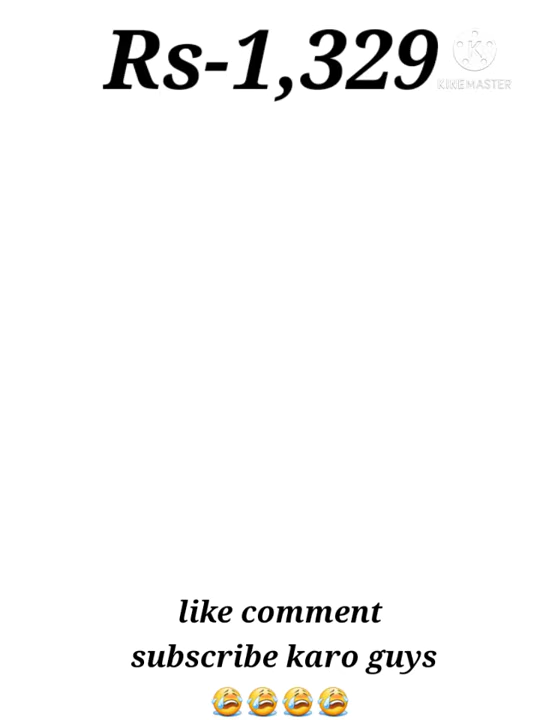 Rs-1,329
KINEMASTER
like comment
subscribe karo guys
😭😭😭😭